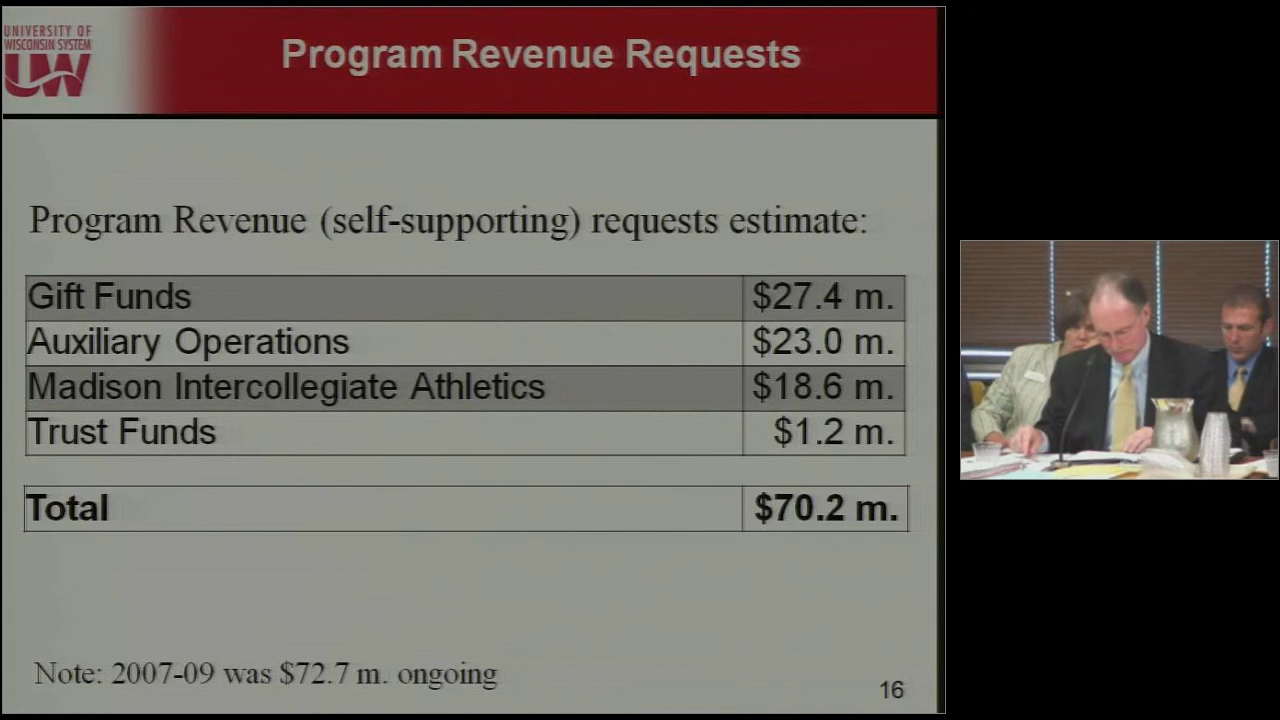 UNIVERSITY OF
WISCONSIN SYSTEM
UW
Program Revenue Requests
Program Revenue (self-supporting) requests estimate:
Gift Funds $27.4 m.
Auxiliary Operations $23.0 m.
Madison Intercollegiate Athletics $18.6 m.
Trust Funds $1.2 m.
Total $70.2 m.
Note: 2007-09 was $72.7 m. ongoing
16